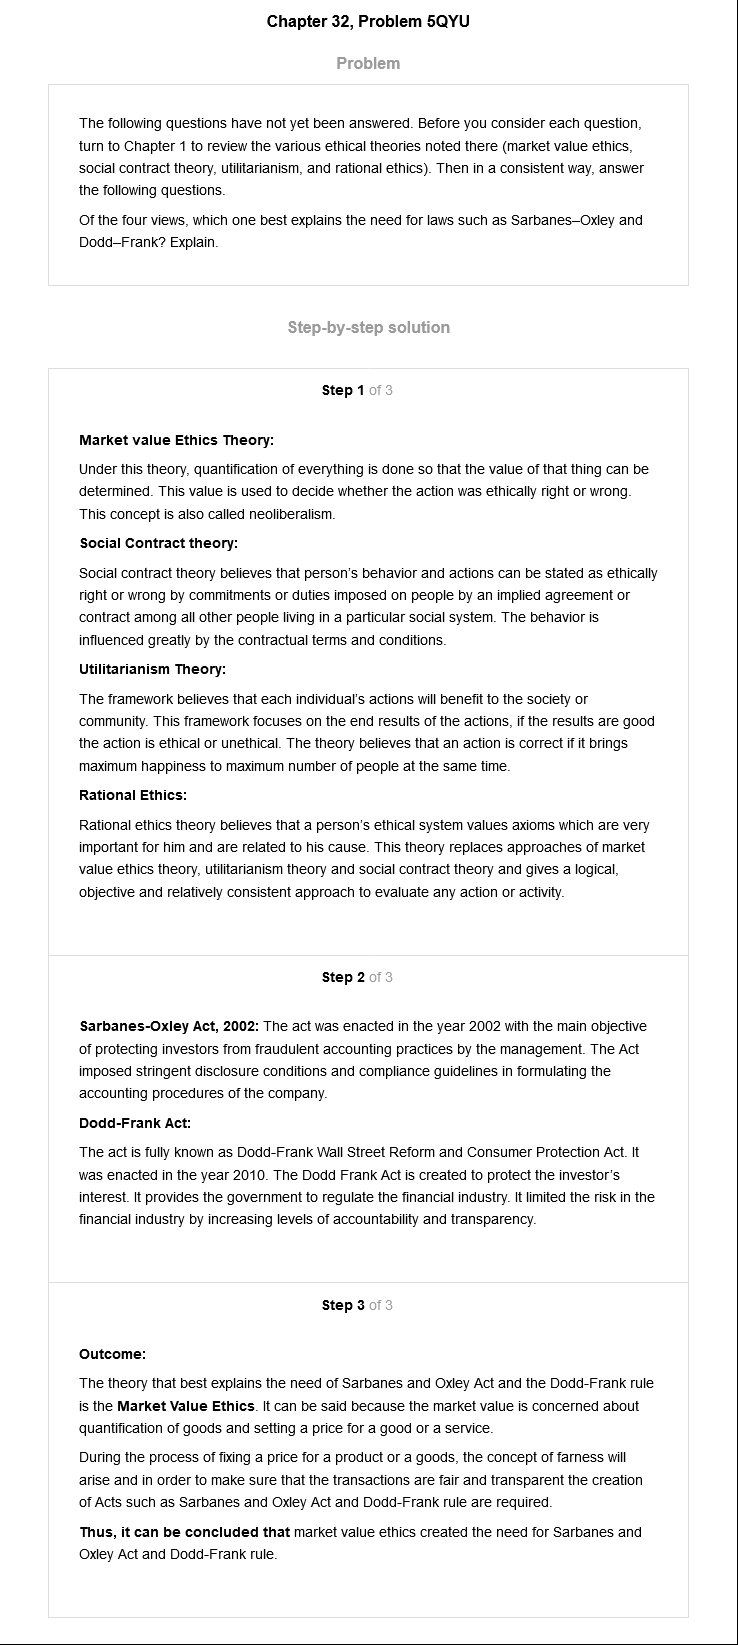 Chapter 32, Problem 5QYU
Problem
The following questions have not yet been answered. Before you consider each question,
turn to Chapter 1 to review the various ethical theories noted there (market value ethics,
social contract theory, utilitarianism, and rational ethics). Then in a consistent way, answer
the following questions.
Of the four views, which one best explains the need for laws such as Sarbanes–Oxley and
Dodd–Frank? Explain.
Step-by-step solution
Step 1 of 3
Market value Ethics Theory:
Under this theory, quantification of everything is done so that the value of that thing can be
determined. This value is used to decide whether the action was ethically right or wrong.
This concept is also called neoliberalism.
Social Contract theory:
Social contract theory believes that person's behavior and actions can be stated as ethically
right or wrong by commitments or duties imposed on people by an implied agreement or
contract among all other people living in a particular social system. The behavior is
influenced greatly by the contractual terms and conditions.
Utilitarianism Theory:
The framework believes that each individual's actions will benefit to the society or
community. This framework focuses on the end results of the actions, if the results are good
the action is ethical or unethical. The theory believes that an action is correct if it brings
maximum happiness to maximum number of people at the same time.
Rational Ethics:
Rational ethics theory believes that a person's ethical system values axioms which are very
important for him and are related to his cause. This theory replaces approaches of market
value ethics theory, utilitarianism theory and social contract theory and gives a logical,
objective and relatively consistent approach to evaluate any action or activity.
Step 2 of 3
Sarbanes-Oxley Act, 2002: The act was enacted in the year 2002 with the main objective
of protecting investors from fraudulent accounting practices by the management. The Act
imposed stringent disclosure conditions and compliance guidelines in formulating the
accounting procedures of the company.
Dodd-Frank Act:
The act is fully known as Dodd-Frank Wall Street Reform and Consumer Protection Act. It
was enacted in the year 2010. The Dodd Frank Act is created to protect the investor's
interest. It provides the government to regulate the financial industry. It limited the risk in the
financial industry by increasing levels of accountability and transparency.
Step 3 of 3
Outcome:
The theory that best explains the need of Sarbanes and Oxley Act and the Dodd-Frank rule
is the Market Value Ethics. It can be said because the market value is concerned about
quantification of goods and setting a price for a good or a service.
During the process of fixing a price for a product or a goods, the concept of farness will
arise and in order to make sure that the transactions are fair and transparent the creation
of Acts such as Sarbanes and Oxley Act and Dodd-Frank rule are required.
Thus, it can be concluded that market value ethics created the need for Sarbanes and
Oxley Act and Dodd-Frank rule.